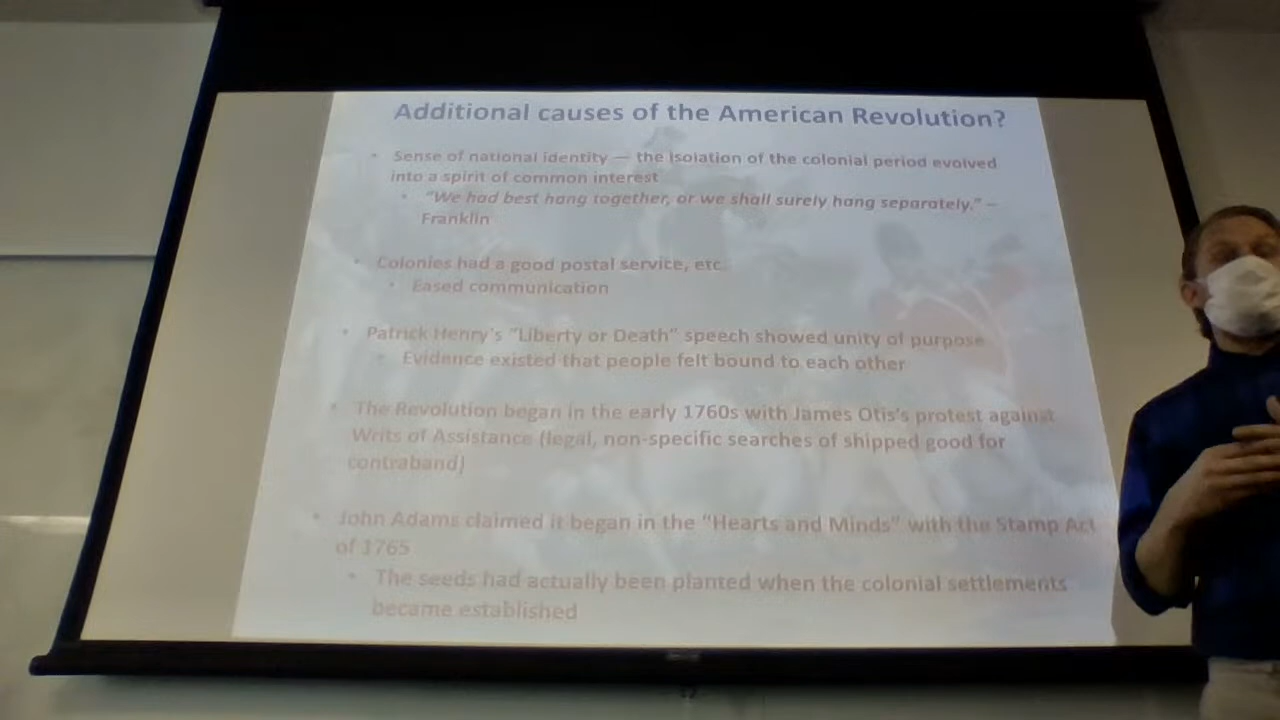 Additional causes of the American Revolution?
• Sense of national identity — the isolation of the colonial period evolved
into a spirit of common interest
• "We had best hang together, or we shall surely hang separately." –
Franklin
• Colonies had a good postal service, etc.
• Eased communication
• Patrick Henry's "Liberty or Death" speech showed unity of purpose
• Evidence existed that people felt bound to each other
• The Revolution began in the early 1760s with James Otis's protest against
Writs of Assistance (legal, non-specific searches of shipped good for
contraband)
• John Adams claimed it began in the "Hearts and Minds" with the Stamp Act
of 1765
• The seeds had actually been planted when the colonial settlements
became established